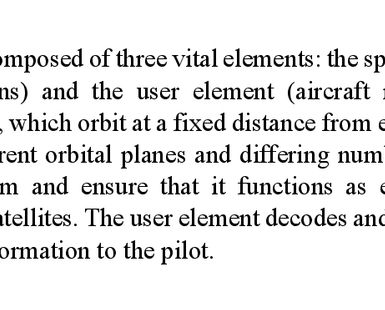 omposed of three vital elements: the sp
ns) and the user element (aircraft r
, which orbit at a fixed distance from e
rent orbital planes and differing num
m and ensure that it functions as e
atellites. The user element decodes and
ormation to the pilot.